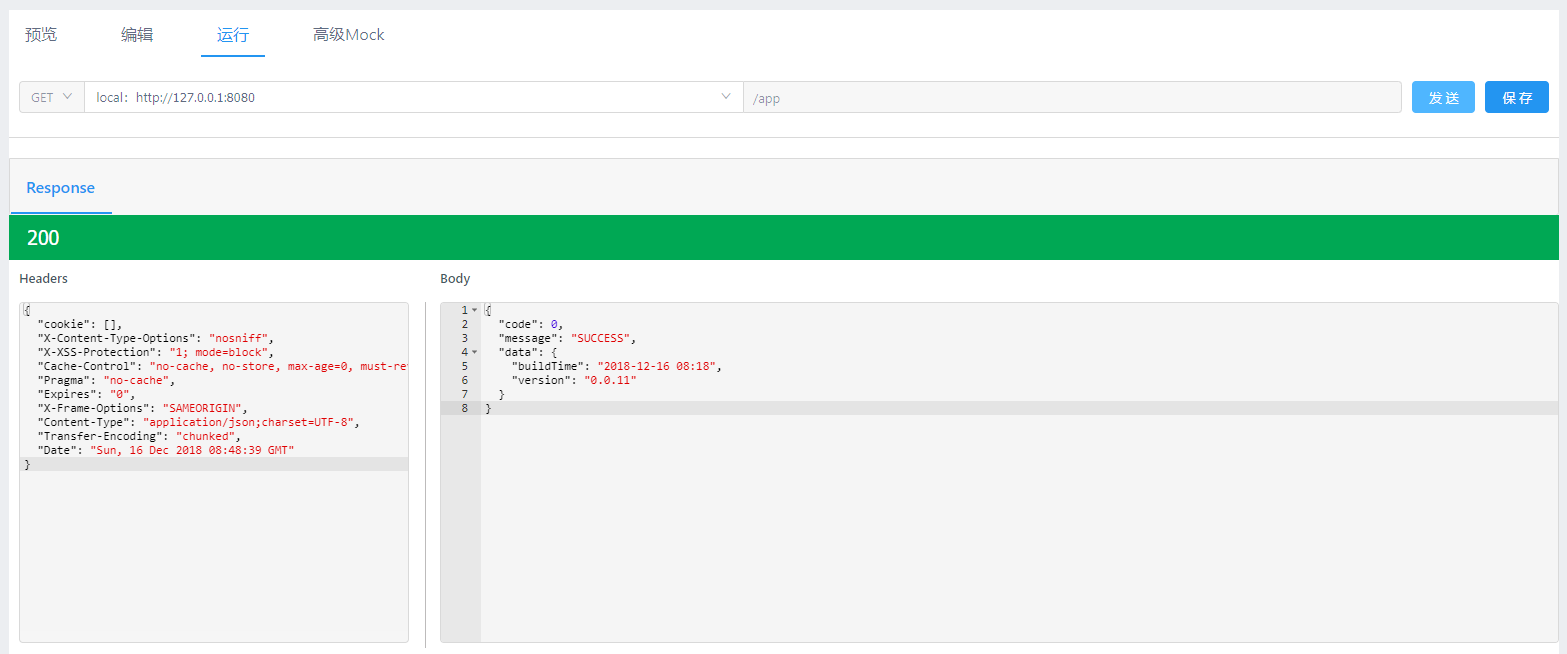 预览 编辑 运行 高级Mock
GET local：http://127.0.0.1:8080 /app 发 送 保 存
Response
200
Headers
{
"cookie": [],
"X-Content-Type-Options": "nosniff",
"X-XSS-Protection": "1; mode=block",
"Cache-Control": "no-cache, no-store, max-age=0, must-re
"Pragma": "no-cache",
"Expires": "0",
"X-Frame-Options": "SAMEORIGIN",
"Content-Type": "application/json;charset=UTF-8",
"Transfer-Encoding": "chunked",
"Date": "Sun, 16 Dec 2018 08:48:39 GMT"
}
Body
1 {
2 "code": 0,
3 "message": "SUCCESS",
4 "data": {
5 "buildTime": "2018-12-16 08:18",
6 "version": "0.0.11"
7 }
8 }